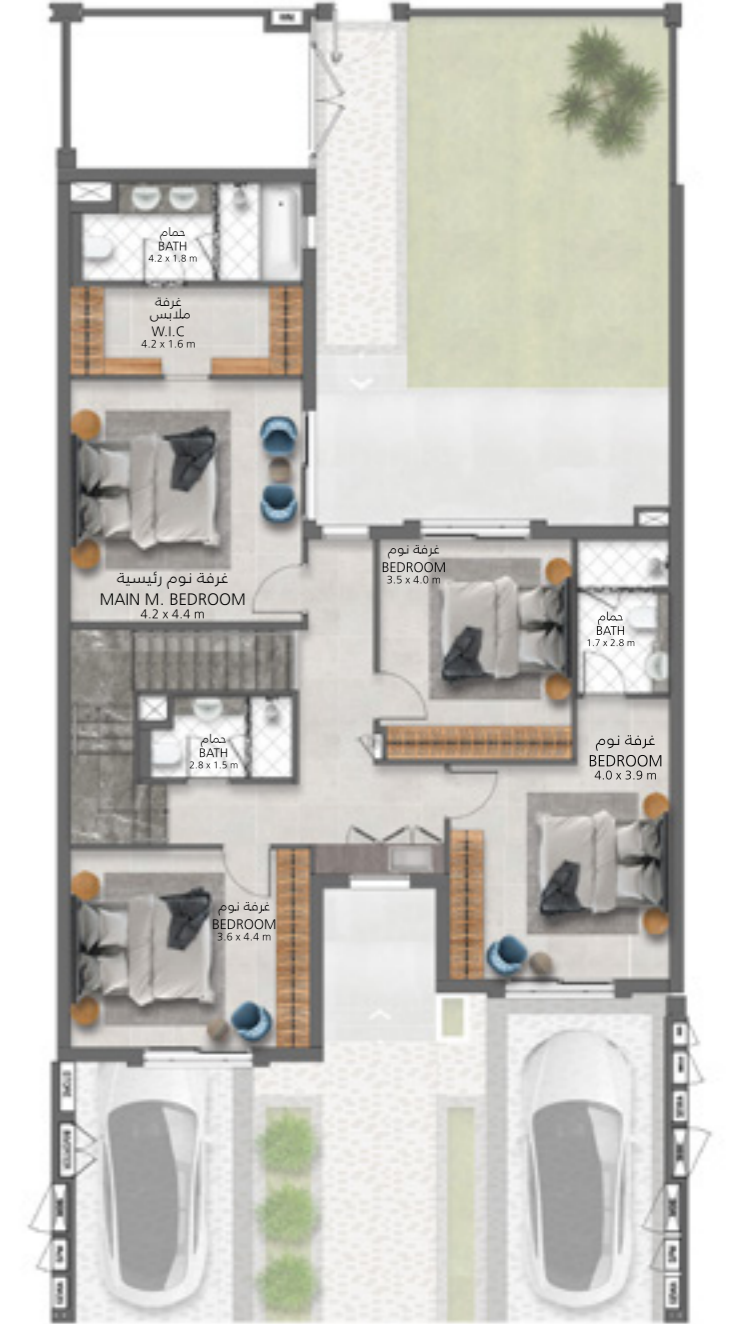 حمام
BATH
4.2 x 1.8 m
غرفة
ملابس
W.I.C
4.2 x 1.6 m
غرفة نوم رئيسية
MAIN M. BEDROOM
4.2 x 4.4 m
غرفة نوم
BEDROOM
3.5 x 4.0 m
حمام
BATH
1.7 x 2.8 m
حمام
BATH
2.8 x 1.5 m
غرفة نوم
BEDROOM
4.0 x 3.9 m
غرفة نوم
BEDROOM
3.6 x 4.4 m
STORE